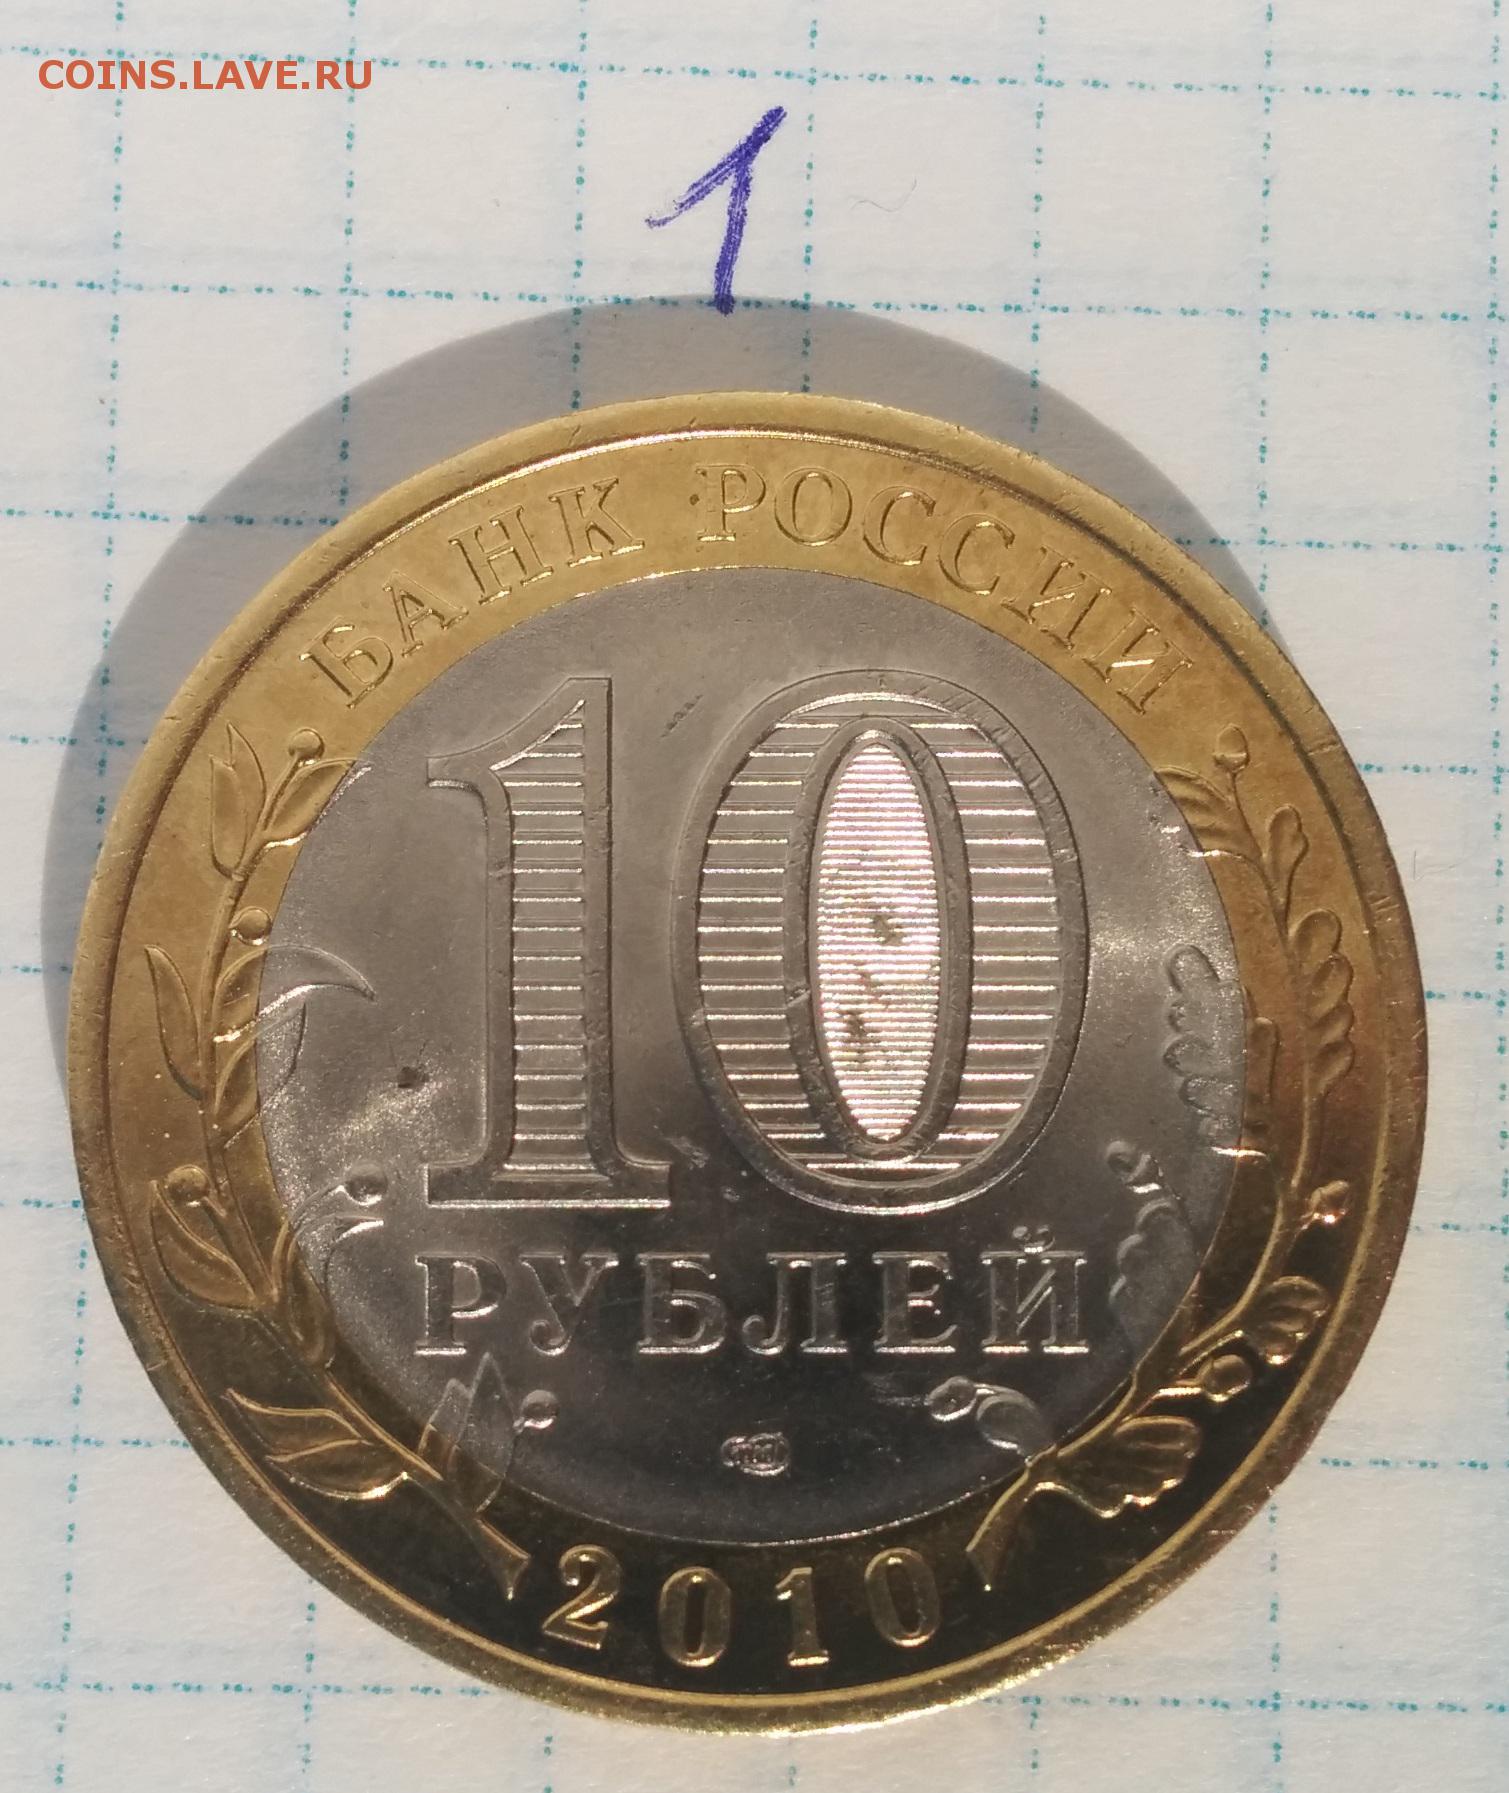 COINS.LAVE.RU
1
БАНК РОССИИ
10
РУБЛЕЙ
2010